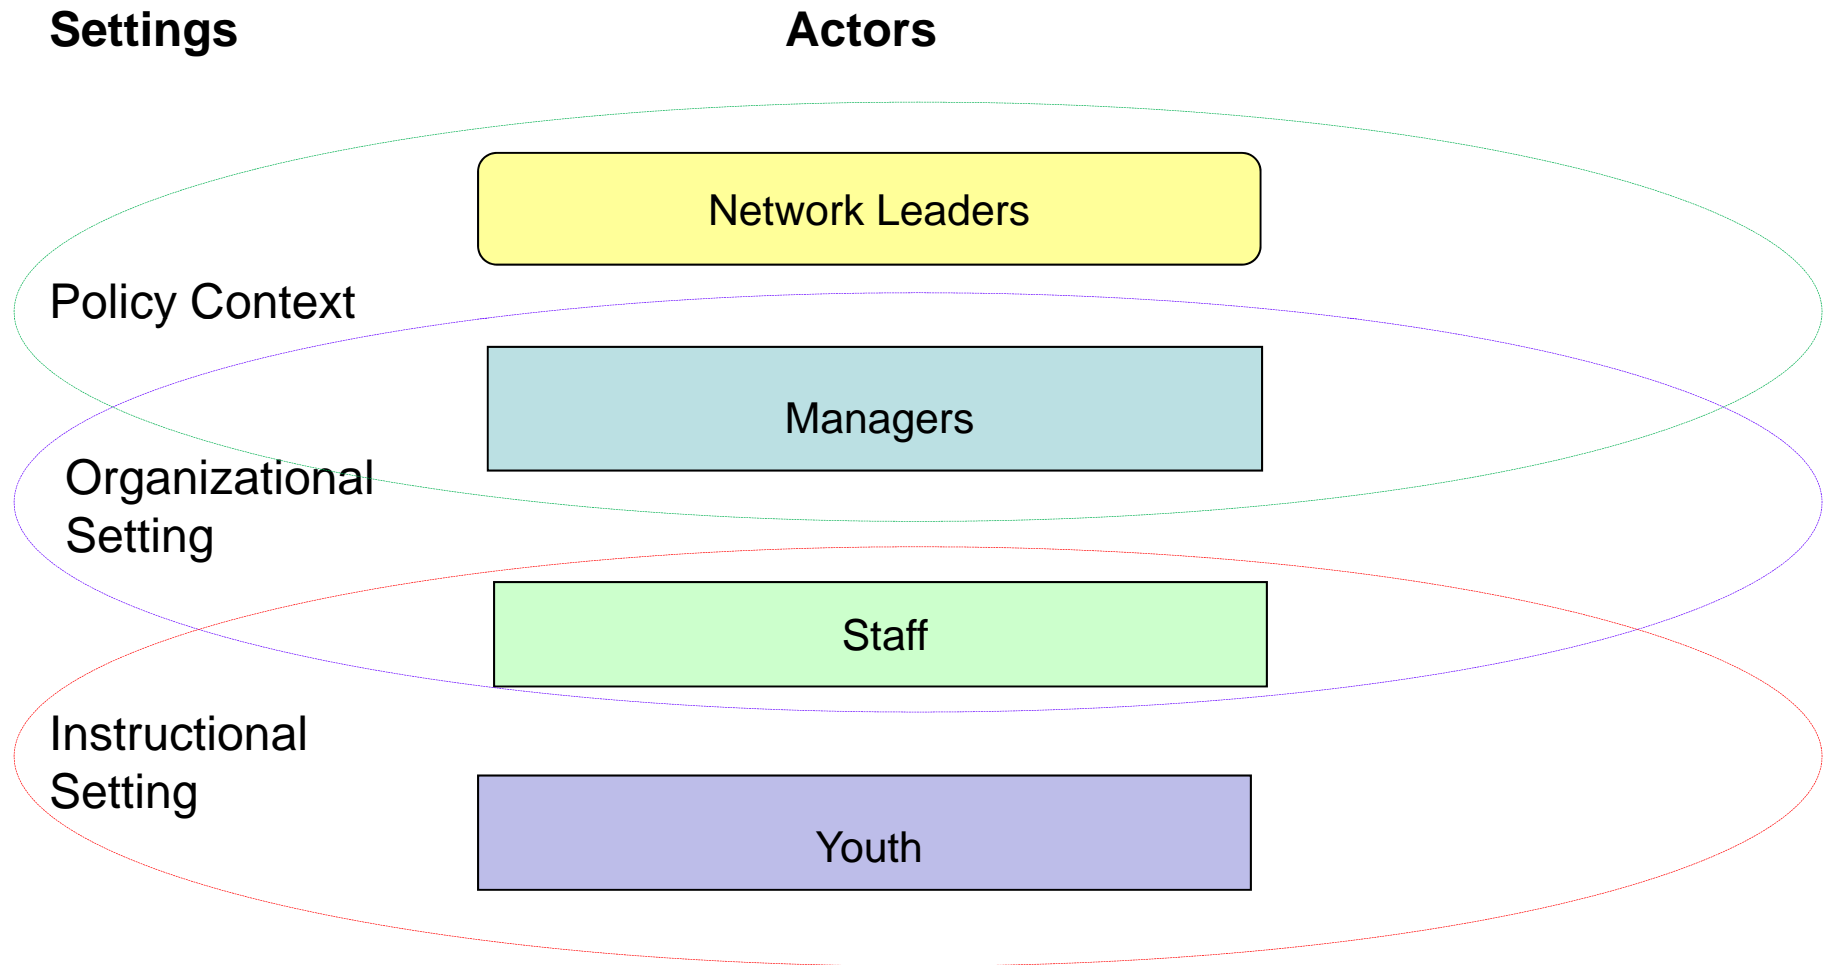 Settings
Actors
Network Leaders
Policy Context
Managers
Organizational
Setting
Staff
Instructional
Setting
Youth